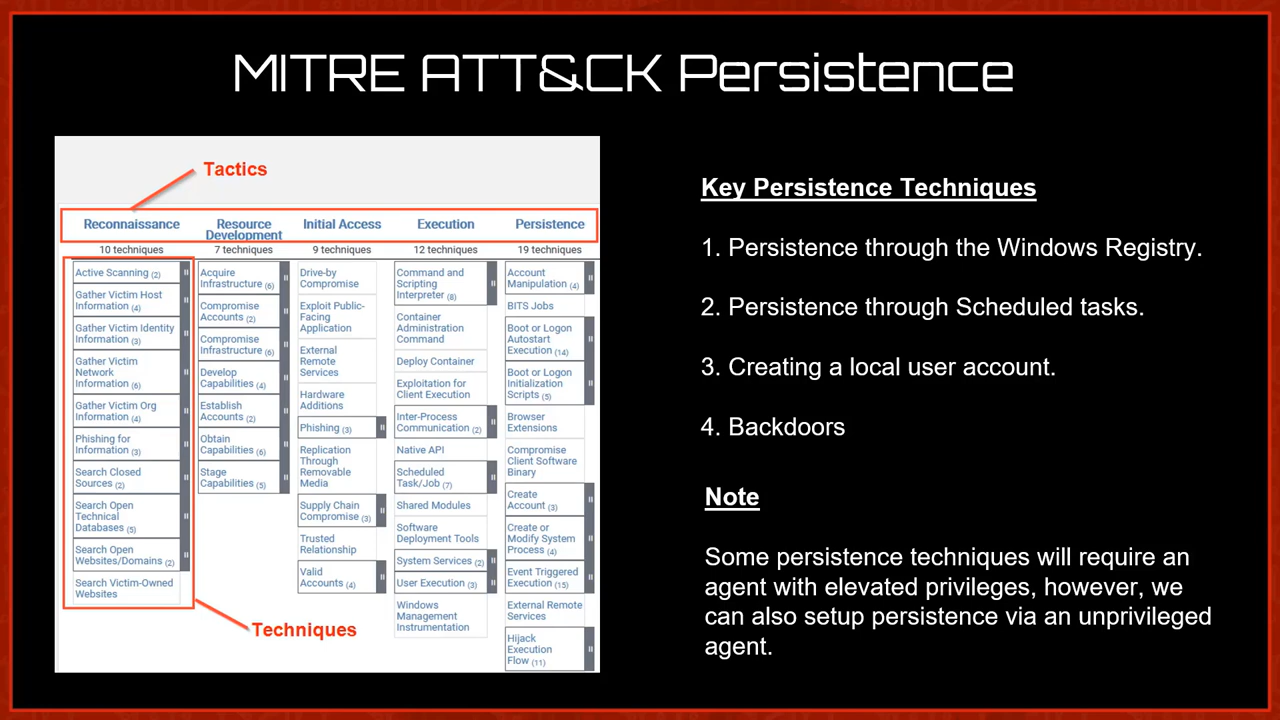 MITRE ATT&CK Persistence
Tactics
Reconnaissance
10 techniques
Active Scanning (2)
Gather Victim Host
Information (4)
Gather Victim Identity
Information (3)
Gather Victim
Network
Information (6)
Gather Victim Org
Information (4)
Phishing for
Information (3)
Search Closed
Sources (2)
Search Open
Technical
Databases (5)
Search Open
Websites/Domains (2)
Search Victim-Owned
Websites
Resource
Development
7 techniques
Acquire
Infrastructure (6)
Compromise
Accounts (2)
Compromise
Infrastructure (6)
Develop
Capabilities (4)
Establish
Accounts (2)
Obtain
Capabilities (6)
Stage
Capabilities (5)
Initial Access
9 techniques
Drive-by
Compromise
Exploit Public-
Facing
Application
External
Remote
Services
Hardware
Additions
Phishing (3)
Replication
Through
Removable
Media
Supply Chain
Compromise (3)
Trusted
Relationship
Valid
Accounts (4)
Execution
12 techniques
Command and
Scripting
Interpreter (8)
Container
Administration
Command
Deploy Container
Exploitation for
Client Execution
Inter-Process
Communication (2)
Native API
Scheduled
Task/Job (7)
Shared Modules
Software
Deployment Tools
System Services (2)
User Execution (3)
Windows
Management
Instrumentation
Persistence
19 techniques
Account
Manipulation (4)
BITS Jobs
Boot or Logon
Autostart
Execution (14)
Boot or Logon
Initialization
Scripts (5)
Browser
Extensions
Compromise
Client Software
Binary
Create
Account (3)
Create or
Modify System
Process (4)
Event Triggered
Execution (15)
External Remote
Services
Hijack
Execution
Flow (11)
Techniques
Key Persistence Techniques
1. Persistence through the Windows Registry.
2. Persistence through Scheduled tasks.
3. Creating a local user account.
4. Backdoors
Note
Some persistence techniques will require an
agent with elevated privileges, however, we
can also setup persistence via an unprivileged
agent.